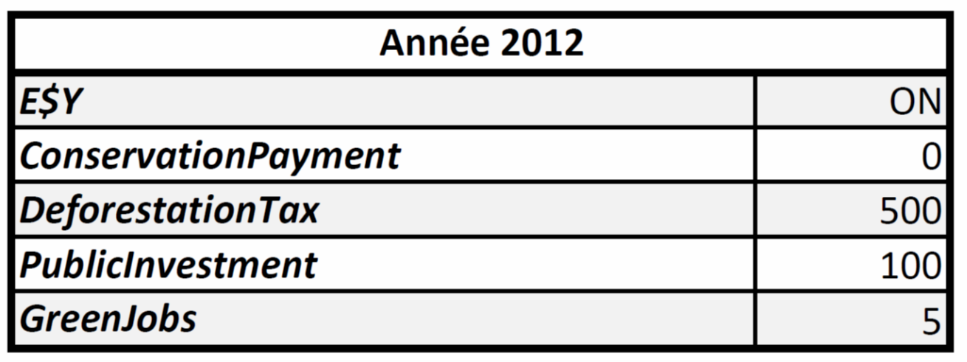 Année 2012
E$Y ON
ConservationPayment 0
DeforestationTax 500
PublicInvestment 100
GreenJobs 5